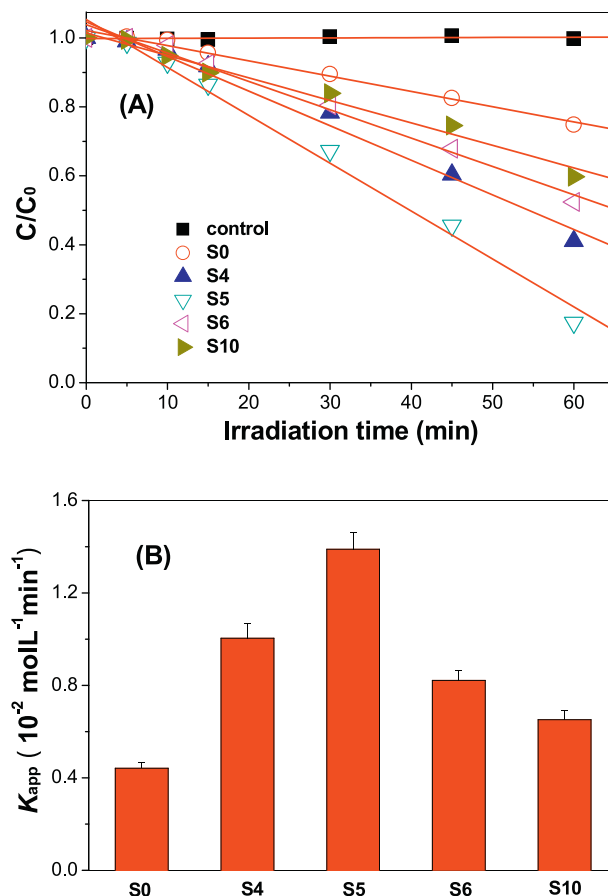 1.0
(A)
0.8
0.6
C/C₀
0.4
0.2
0.0
control
S0
S4
S5
S6
S10
0 10 20 30 40 50 60
Irradiation time (min)
1.6
(B)
1.2
0.8
0.4
0.0
Kapp ( 10⁻² molL⁻¹min⁻¹)
S0 S4 S5 S6 S10